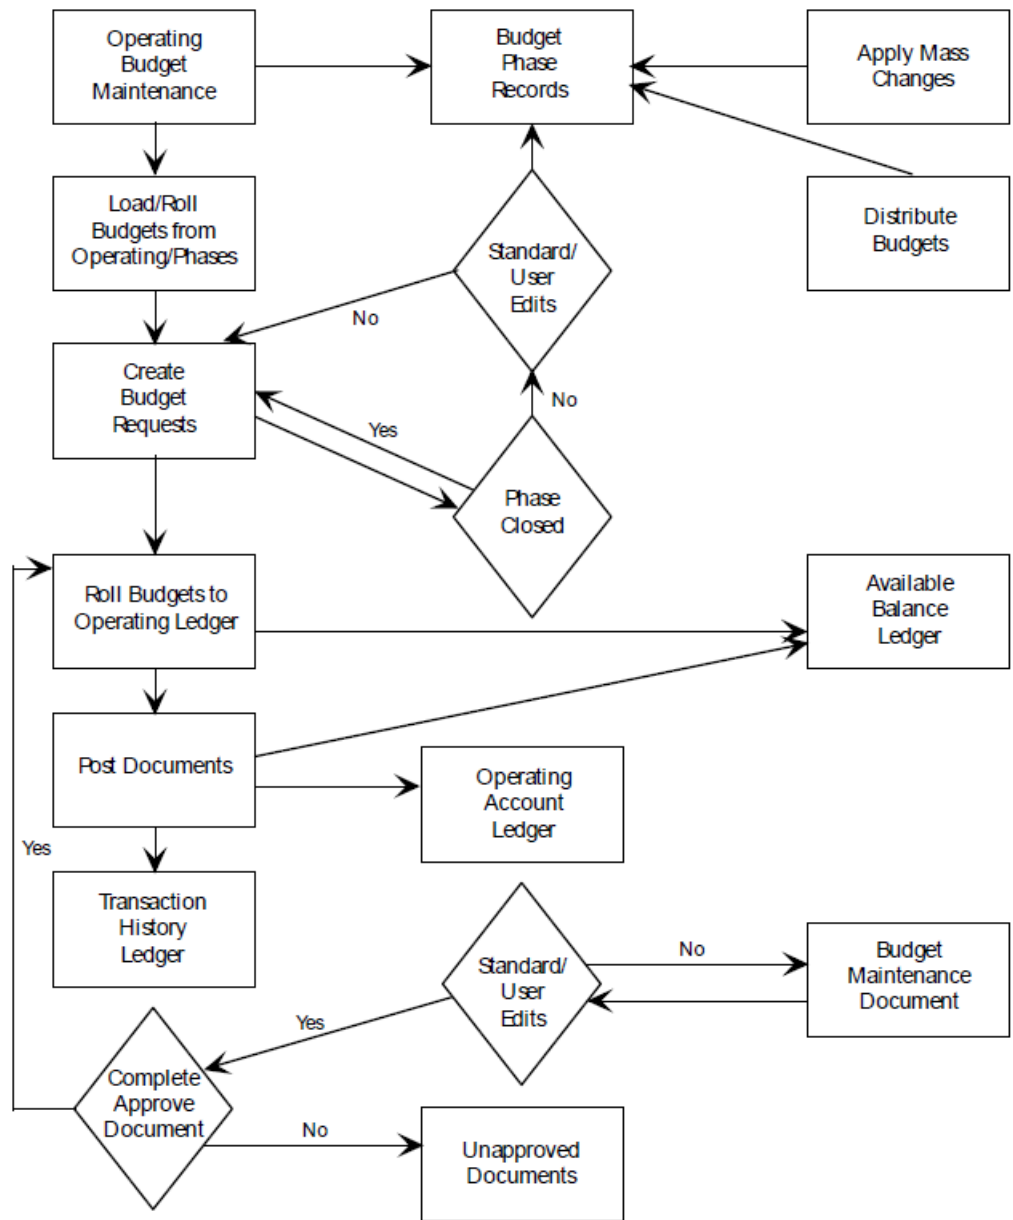 Operating
Budget
Maintenance
Budget
Phase
Records
Apply Mass
Changes
Load/Roll
Budgets from
Operating/Phases
Standard/
User
Edits
Distribute
Budgets
No
Create
Budget
Requests
No
Yes
Phase
Closed
Roll Budgets to
Operating Ledger
Available
Balance
Ledger
Post Documents
Operating
Account
Ledger
Yes
Transaction
History
Ledger
Standard/
User
Edits
No
Budget
Maintenance
Document
Yes
Complete
Approve
Document
No
Unapproved
Documents